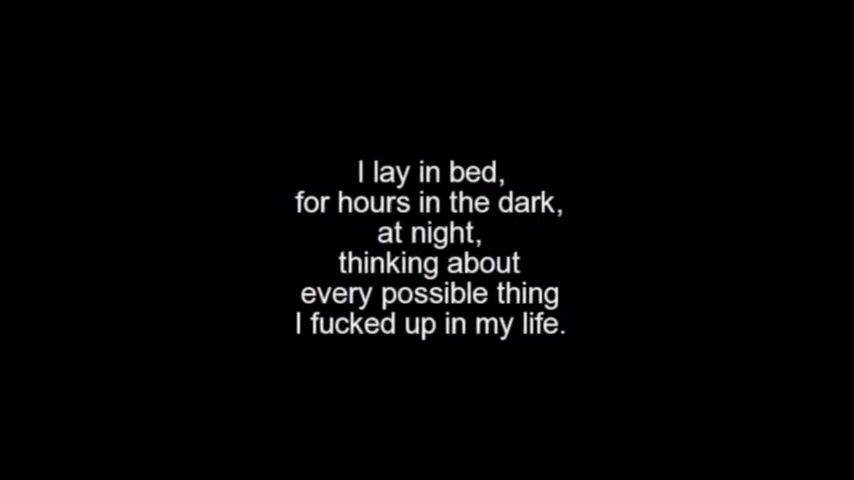 I lay in bed,
for hours in the dark,
at night,
thinking about
every possible thing
I fucked up in my life.